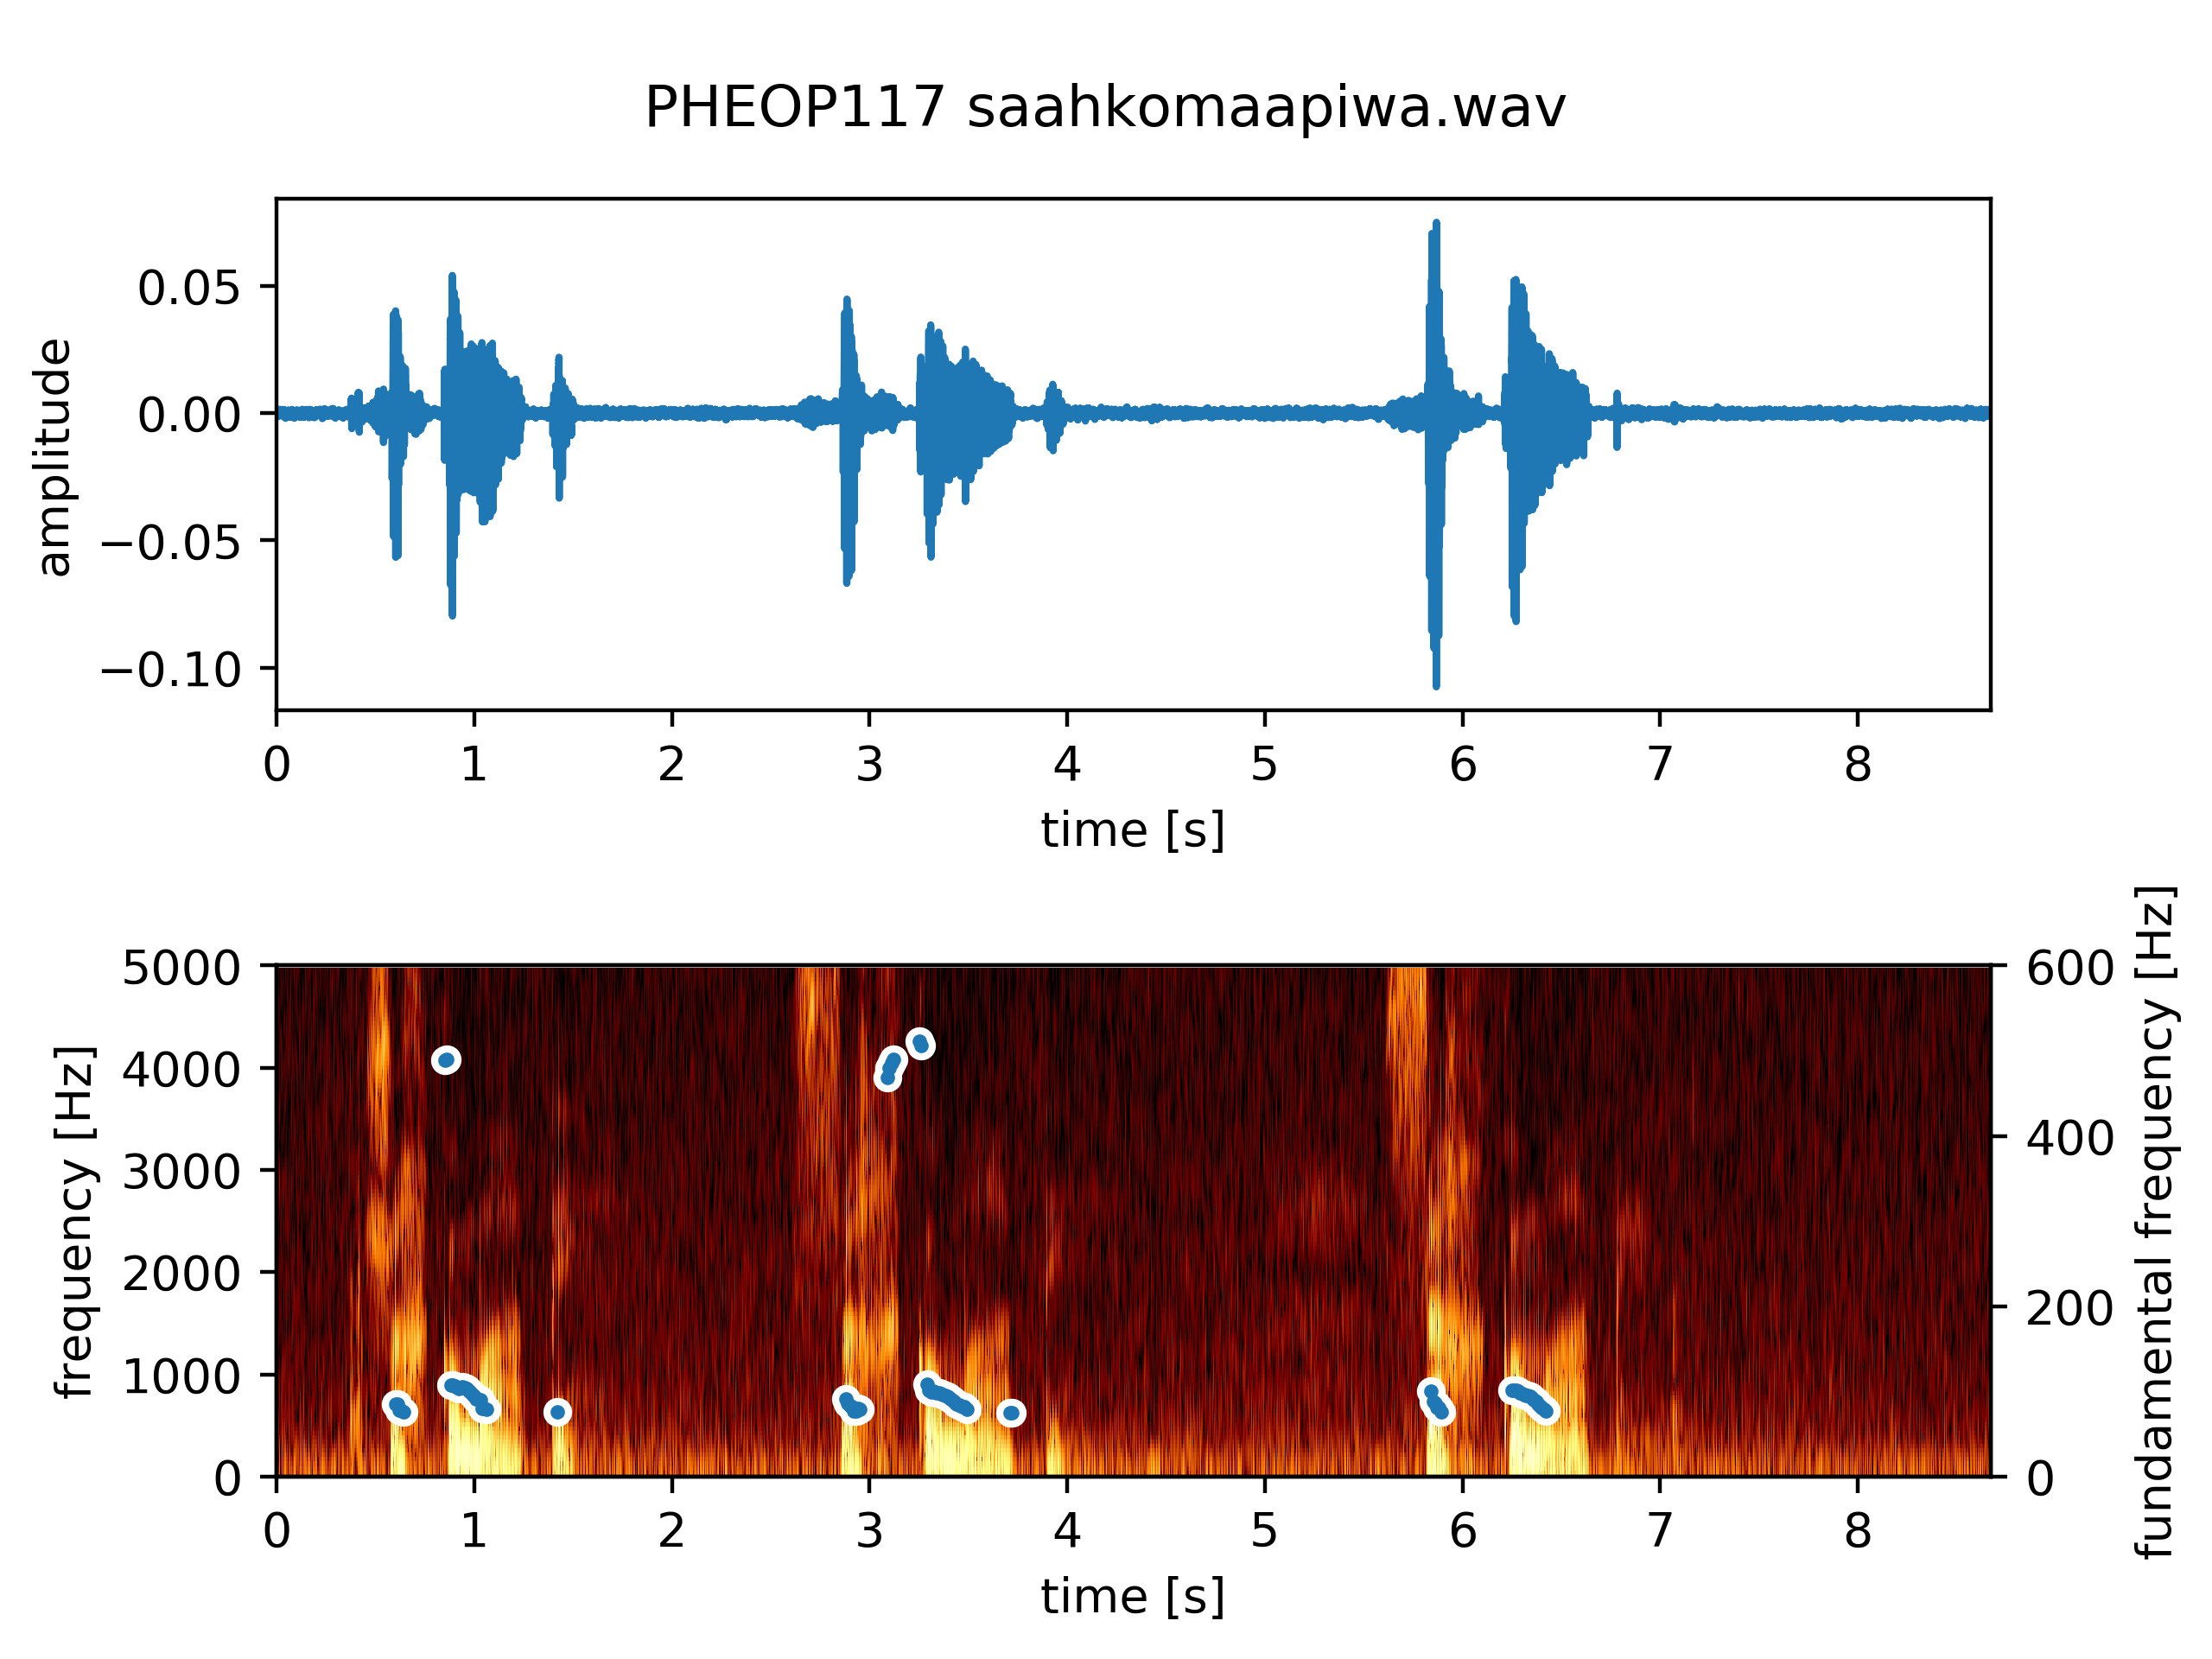 PHEOP117 saahkomaapiwa.wav
amplitude
0.05
0.00
−0.05
−0.10
0 1 2 3 4 5 6 7 8
time [s]
frequency [Hz]
5000
4000
3000
2000
1000
0
600
400
200
0
fundamental frequency [Hz]
0 1 2 3 4 5 6 7 8
time [s]